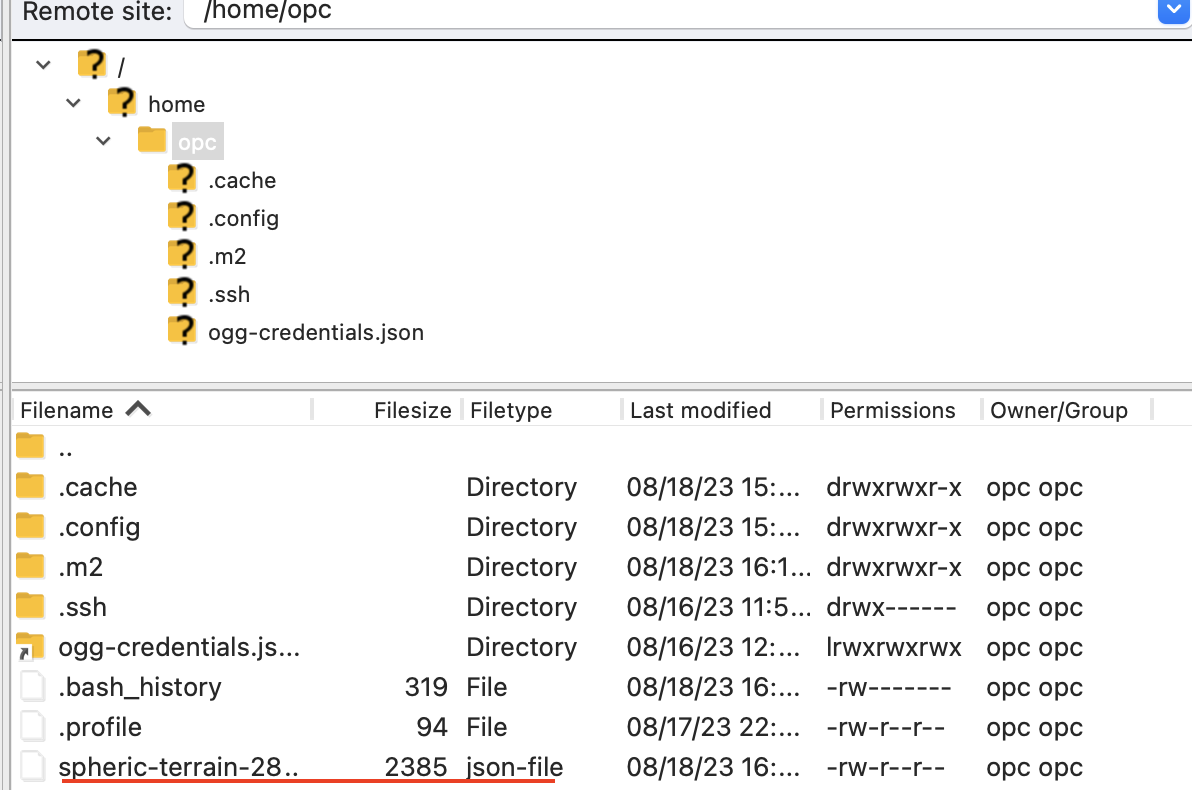 Remote site: /home/opc
/
home
opc
.cache
.config
.m2
.ssh
ogg-credentials.json
Filename Filesize Filetype Last modified Permissions Owner/Group
..
.cache Directory 08/18/23 15:... drwxrwxr-x opc opc
.config Directory 08/18/23 15:... drwxrwxr-x opc opc
.m2 Directory 08/18/23 16:1... drwxrwxr-x opc opc
.ssh Directory 08/16/23 11:5... drwx------ opc opc
ogg-credentials.js... Directory 08/16/23 12:... lrwxrwxrwx opc opc
.bash_history 319 File 08/18/23 16:... -rw------- opc opc
.profile 94 File 08/17/23 22:... -rw-r--r-- opc opc
spheric-terrain-28.. 2385 json-file 08/18/23 16:... -rw-r--r-- opc opc